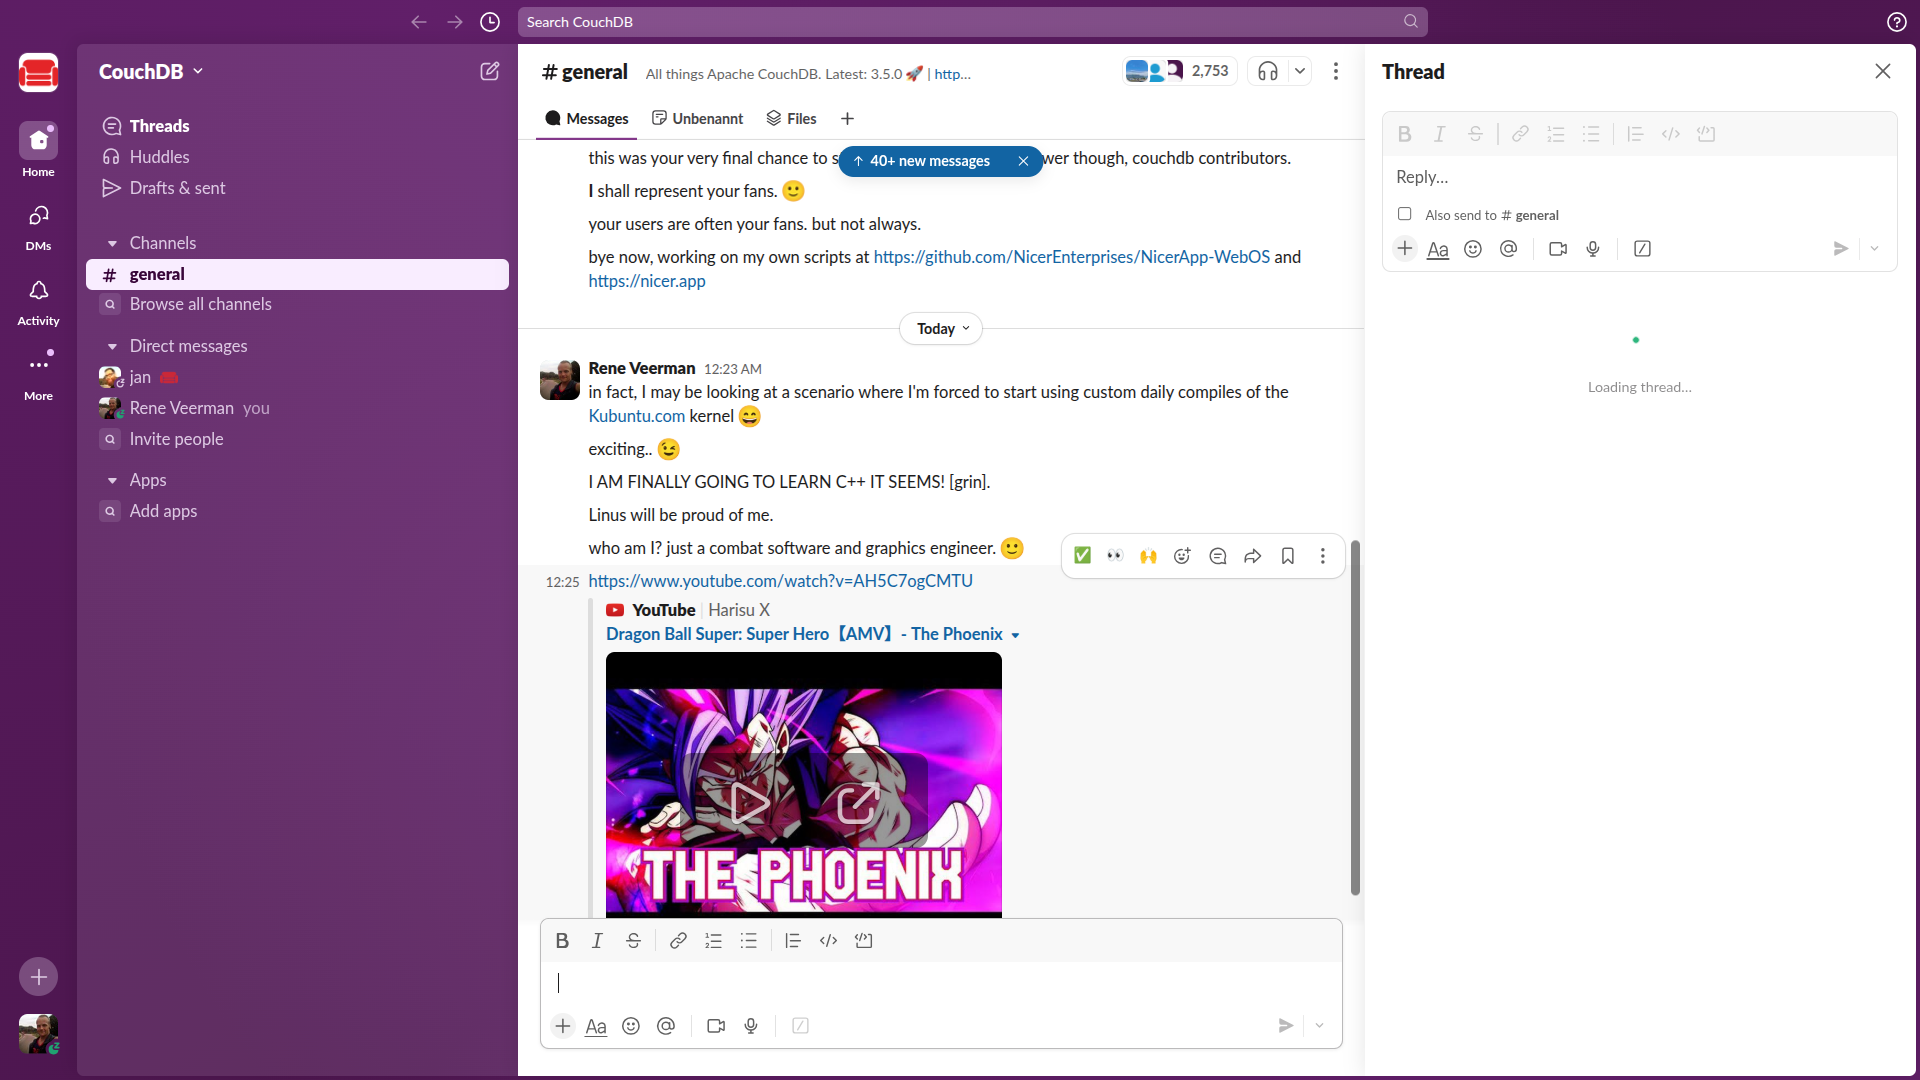 Search CouchDB
CouchDB
Home
DMs
Activity
More
Threads
Huddles
Drafts & sent
Channels
# general
Browse all channels
Direct messages
jan
Rene Veerman you
Invite people
Apps
Add apps
# general
All things Apache CouchDB. Latest: 3.5.0 🚀 | http...
2,753
Messages
Unbenannt
Files
this was your very final chance to s
wer though, couchdb contributors.
↑ 40+ new messages
I shall represent your fans. 🙂
your users are often your fans. but not always.
bye now, working on my own scripts at https://github.com/NicerEnterprises/NicerApp-WebOS and
https://nicer.app
Today
Rene Veerman 12:23 AM
in fact, I may be looking at a scenario where I'm forced to start using custom daily compiles of the
Kubuntu.com kernel 😄
exciting.. 😉
I AM FINALLY GOING TO LEARN C++ IT SEEMS! [grin].
Linus will be proud of me.
who am I? just a combat software and graphics engineer. 🙂
12:25 https://www.youtube.com/watch?v=AH5C7ogCMTU
YouTube | Harisu X
Dragon Ball Super: Super Hero【AMV】- The Phoenix
THE PHOENIX
B I S
Aa
Thread
B I S
Reply...
Also send to # general
Aa
Loading thread...